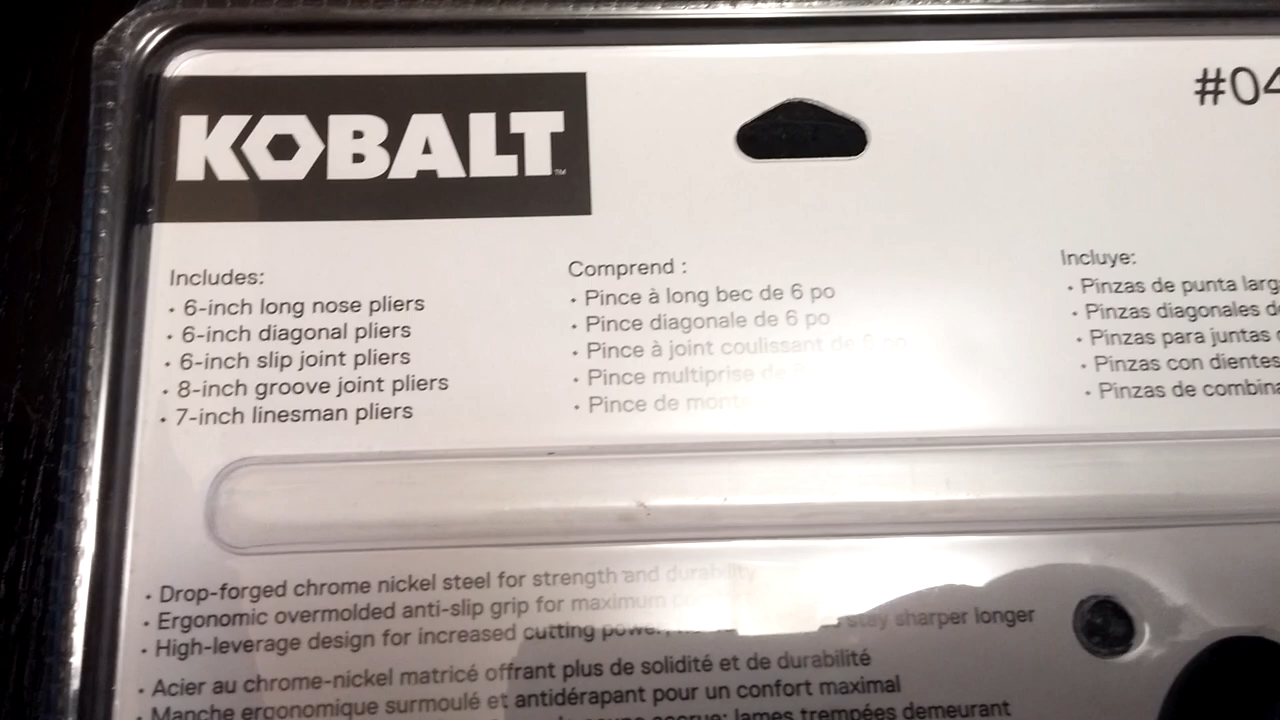 KOBALT™
#04
Includes:
• 6-inch long nose pliers
• 6-inch diagonal pliers
• 6-inch slip joint pliers
• 8-inch groove joint pliers
• 7-inch linesman pliers
Comprend :
• Pince à long bec de 6 po
• Pince diagonale de 6 po
• Pince à joint coulissant de 6 po
• Pince multiprise de
• Pince de
Incluye:
• Pinzas de punta
• Pinzas diagonales
• Pinzas para juntas
• Pinzas con dientes
• Pinzas de
• Drop-forged chrome nickel steel for strength and durability
• Ergonomic overmolded anti-slip grip for maximum
• High-leverage design for increased cutting power, stay sharper longer
• Acier au chrome-nickel matricé offrant plus de solidité et de durabilité
• Manche ergonomique surmoulé et antidérapant pour un confort maximal
lames trempées demeurant